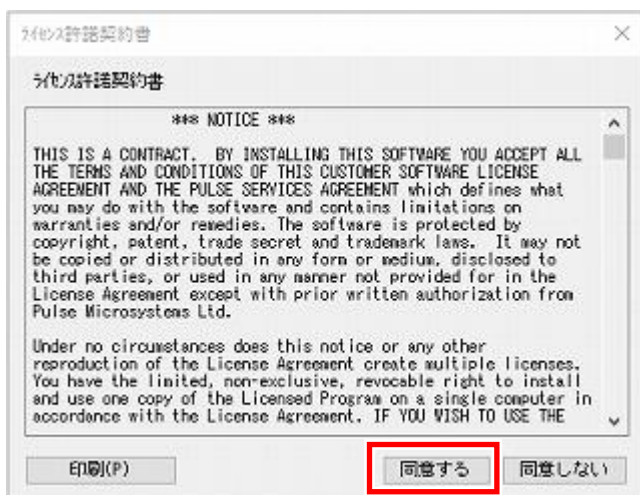 ライセンス許諾契約書
ライセンス許諾契約書
*** NOTICE ***
THIS IS A CONTRACT. BY INSTALLING THIS SOFTWARE YOU ACCEPT ALL
THE TERMS AND CONDITIONS OF THIS CUSTOMER SOFTWARE LICENSE
AGREEMENT AND THE PULSE SERVICES AGREEMENT which defines what
you may do with the software and contains limitations on
warranties and/or remedies. The software is protected by
copyright, patent, trade secret and trademark laws. It may not
be copied or distributed in any form or medium, disclosed to
third parties, or used in any manner not provided for in the
License Agreement except with prior written authorization from
Pulse Microsystems Ltd.
Under no circumstances does this notice or any other
reproduction of the License Agreement create multiple licenses.
You have the limited, non-exclusive, revocable right to install
and use one copy of the Licensed Program on a single computer in
accordance with the License Agreement. IF YOU WISH TO USE THE
印刷(P) 同意する 同意しない